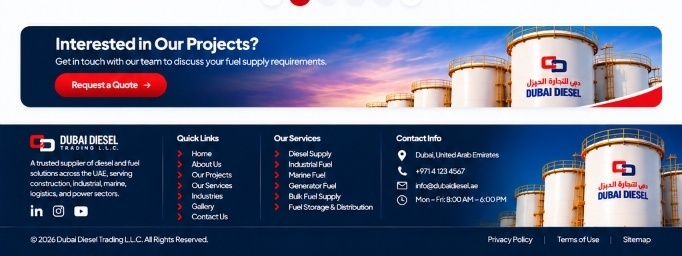 Interested in Our Projects?
Get in touch with our team to discuss your fuel supply requirements.
Request a Quote →
دبي للتجارة الديزل
DUBAI DIESEL
DUBAI DIESEL
TRADING L.L.C.
A trusted supplier of diesel and fuel
solutions across the UAE, serving
construction, industrial, marine,
logistics, and power sectors.
Quick Links
Home
About Us
Our Projects
Our Services
Industries
Gallery
Contact Us
Our Services
Diesel Supply
Industrial Fuel
Marine Fuel
Generator Fuel
Bulk Fuel Supply
Fuel Storage & Distribution
Contact Info
Dubai, United Arab Emirates
+971 4 123 4567
info@dubaidiesel.ae
Mon – Fri: 8:00 AM – 6:00 PM
دبي للتجارة الديزل
DUBAI DIESEL
© 2026 Dubai Diesel Trading L.L.C. All Rights Reserved.
Privacy Policy | Terms of Use | Sitemap